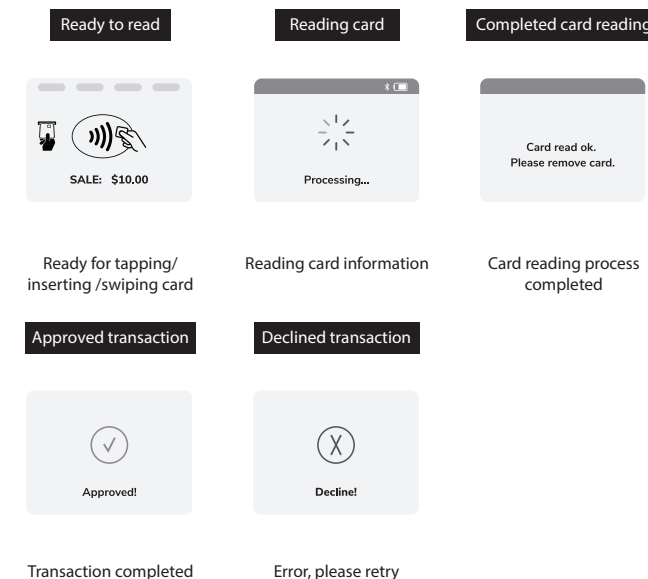 Ready to read
Reading card
Completed card reading
SALE: $10.00
Processing...
Card read ok.
Please remove card.
Ready for tapping/
inserting /swiping card
Reading card information
Card reading process
completed
Approved transaction
Declined transaction
Approved!
Decline!
Transaction completed
Error, please retry